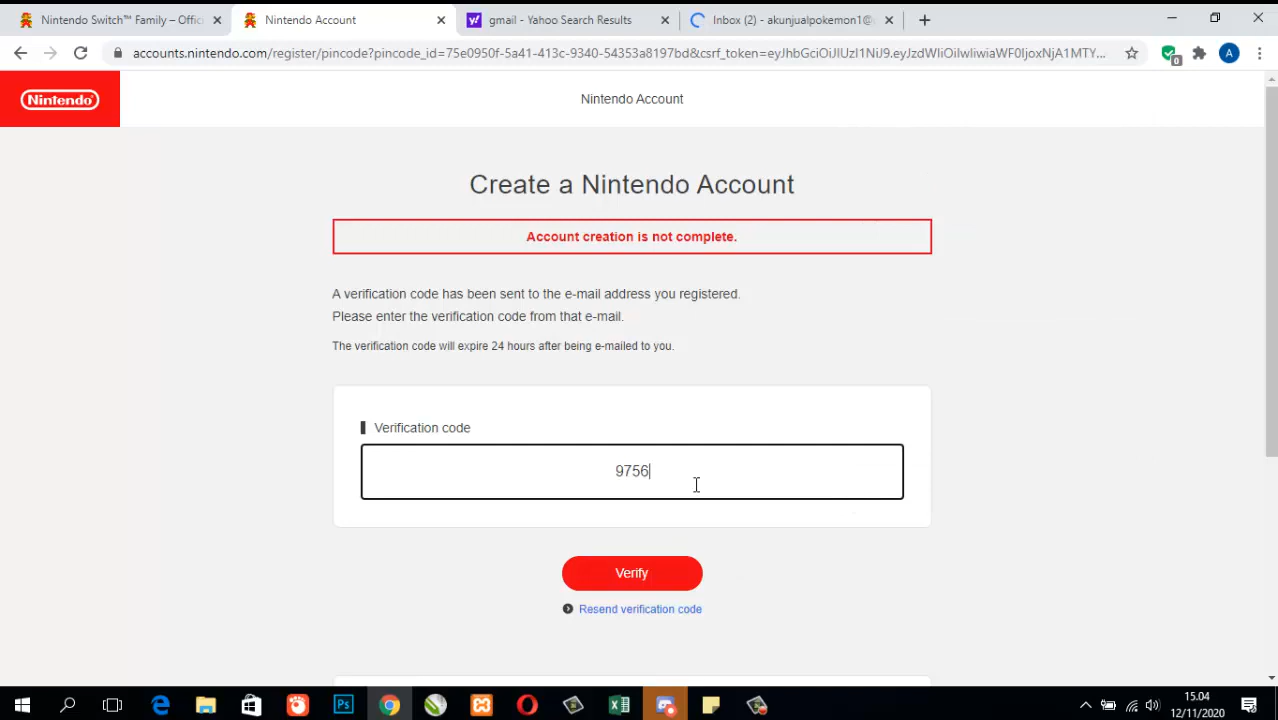 Nintendo Switch™ Family – Offic
Nintendo Account
gmail - Yahoo Search Results
Inbox (2) - akunjualpokemon1@
accounts.nintendo.com/register/pincode?pincode_id=75e0950f-5a41-413c-9340-54353a8197bd&csrf_token=eyJhbGciOiJIUzI1NiJ9.eyJzdWIiOiIwIiwiaWF0IjoxNjA1MTY...
0
A
Nintendo
Nintendo Account
Create a Nintendo Account
Account creation is not complete.
A verification code has been sent to the e-mail address you registered.
Please enter the verification code from that e-mail.
The verification code will expire 24 hours after being e-mailed to you.
Verification code
9756
Verify
Resend verification code
Ps
15.04
12/11/2020